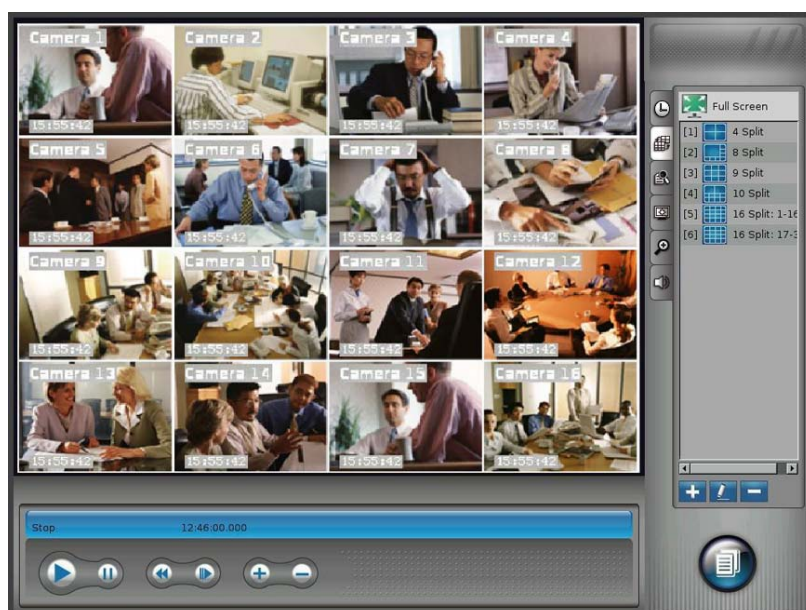 Camera 1
Camera 2
Camera 3
Camera 4
15:55:42
15:55:42
15:55:42
15:55:42
Camera 5
Camera 6
Camera 7
Camera 8
15:55:42
15:55:42
15:55:42
15:55:42
Camera 9
Camera 10
Camera 11
Camera 12
15:55:42
15:55:42
15:55:42
15:55:42
Camera 13
Camera 14
Camera 15
Camera 16
15:55:42
15:55:42
15:55:42
15:55:42
Full Screen
[1] 4 Split
[2] 8 Split
[3] 9 Split
[4] 10 Split
[5] 16 Split: 1-16
[6] 16 Split: 17-3
Stop 12:46:00.000